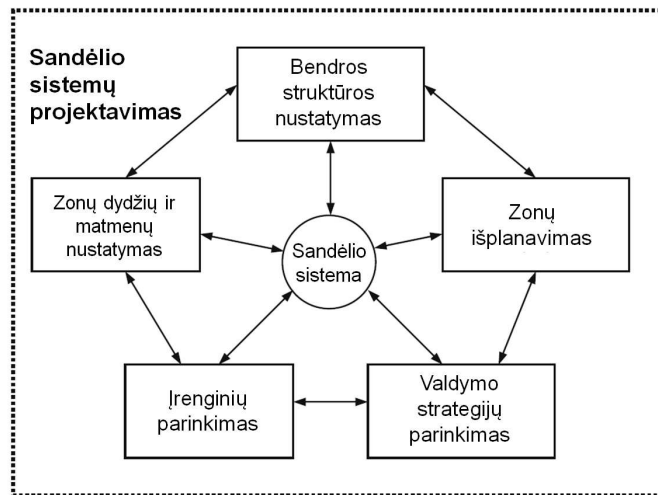 Sandėlio
sistemų
projektavimas
Bendros
struktūros
nustatymas
Zonų dydžių ir
matmenų
nustatymas
Zonų
išplanavimas
Sandėlio
sistema
Įrenginių
parinkimas
Valdymo
strategijų
parinkimas